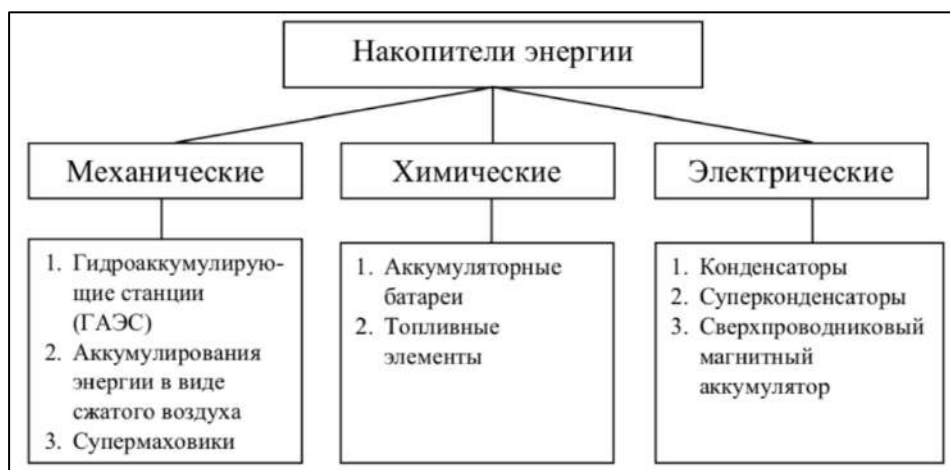 Накопители энергии
Механические
Химические
Электрические
1. Гидроаккумулирую-
щие станции
(ГАЭС)
2. Аккумулирования
энергии в виде
сжатого воздуха
3. Супермаховики
1. Аккумуляторные
батареи
2. Топливные
элементы
1. Конденсаторы
2. Суперконденсаторы
3. Сверхпроводниковый
магнитный
аккумулятор